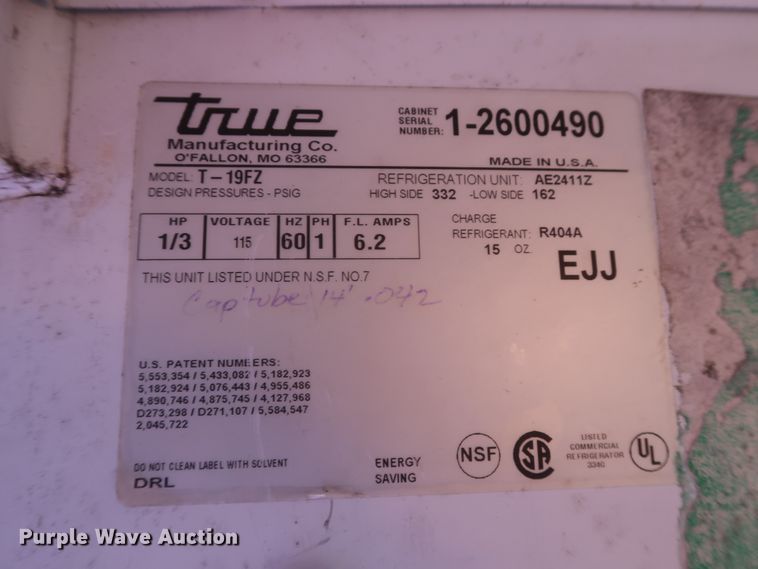 true
Manufacturing Co.
O'FALLON, MO 63366
CABINET SERIAL NUMBER: 1-2600490
MADE IN U.S.A.
MODEL: T-19FZ
REFRIGERATION UNIT: AE2411Z
DESIGN PRESSURES - PSIG HIGH SIDE 332 -LOW SIDE 162
HP VOLTAGE HZ PH F.L. AMPS
1/3 115 60 1 6.2
CHARGE
REFRIGERANT: R404A
15 OZ.
EJJ
THIS UNIT LISTED UNDER N.S.F. NO.7
Cap tube 14' .042
U.S. PATENT NUMBERS:
5,553,354 / 5,433,082 / 5,182,923
5,182,924 / 5,076,443 / 4,955,486
4,890,746 / 4,875,745 / 4,127,968
D273,298 / D271,107 / 5,584,547
2,045,722
DO NOT CLEAN LABEL WITH SOLVENT
DRL
ENERGY
SAVING
NSF
SA
LISTED
COMMERCIAL
REFRIGERATOR
3340
UL
Purple Wave Auction